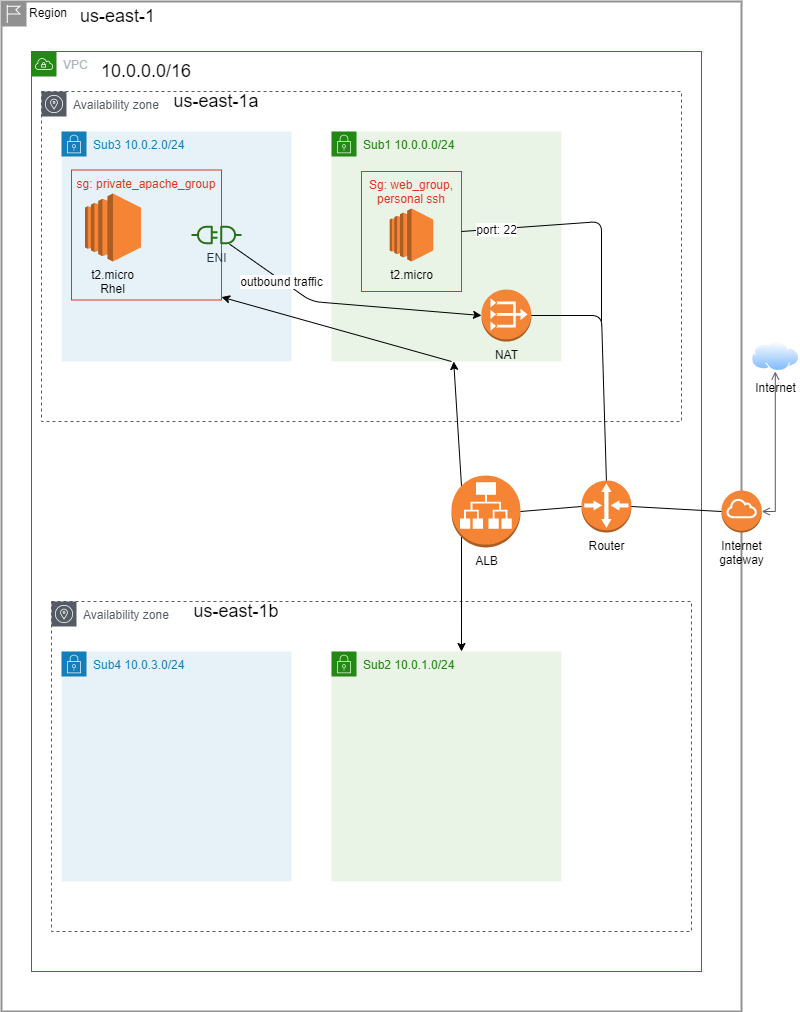 Region
us-east-1
VPC
10.0.0.0/16
Availability zone
us-east-1a
Sub3 10.0.2.0/24
Sub1 10.0.0.0/24
sg: private_apache_group
Sg: web_group,
personal ssh
port: 22
ENI
t2.micro
Rhel
t2.micro
outbound traffic
NAT
Internet
Router
Internet
gateway
ALB
Availability zone
us-east-1b
Sub4 10.0.3.0/24
Sub2 10.0.1.0/24